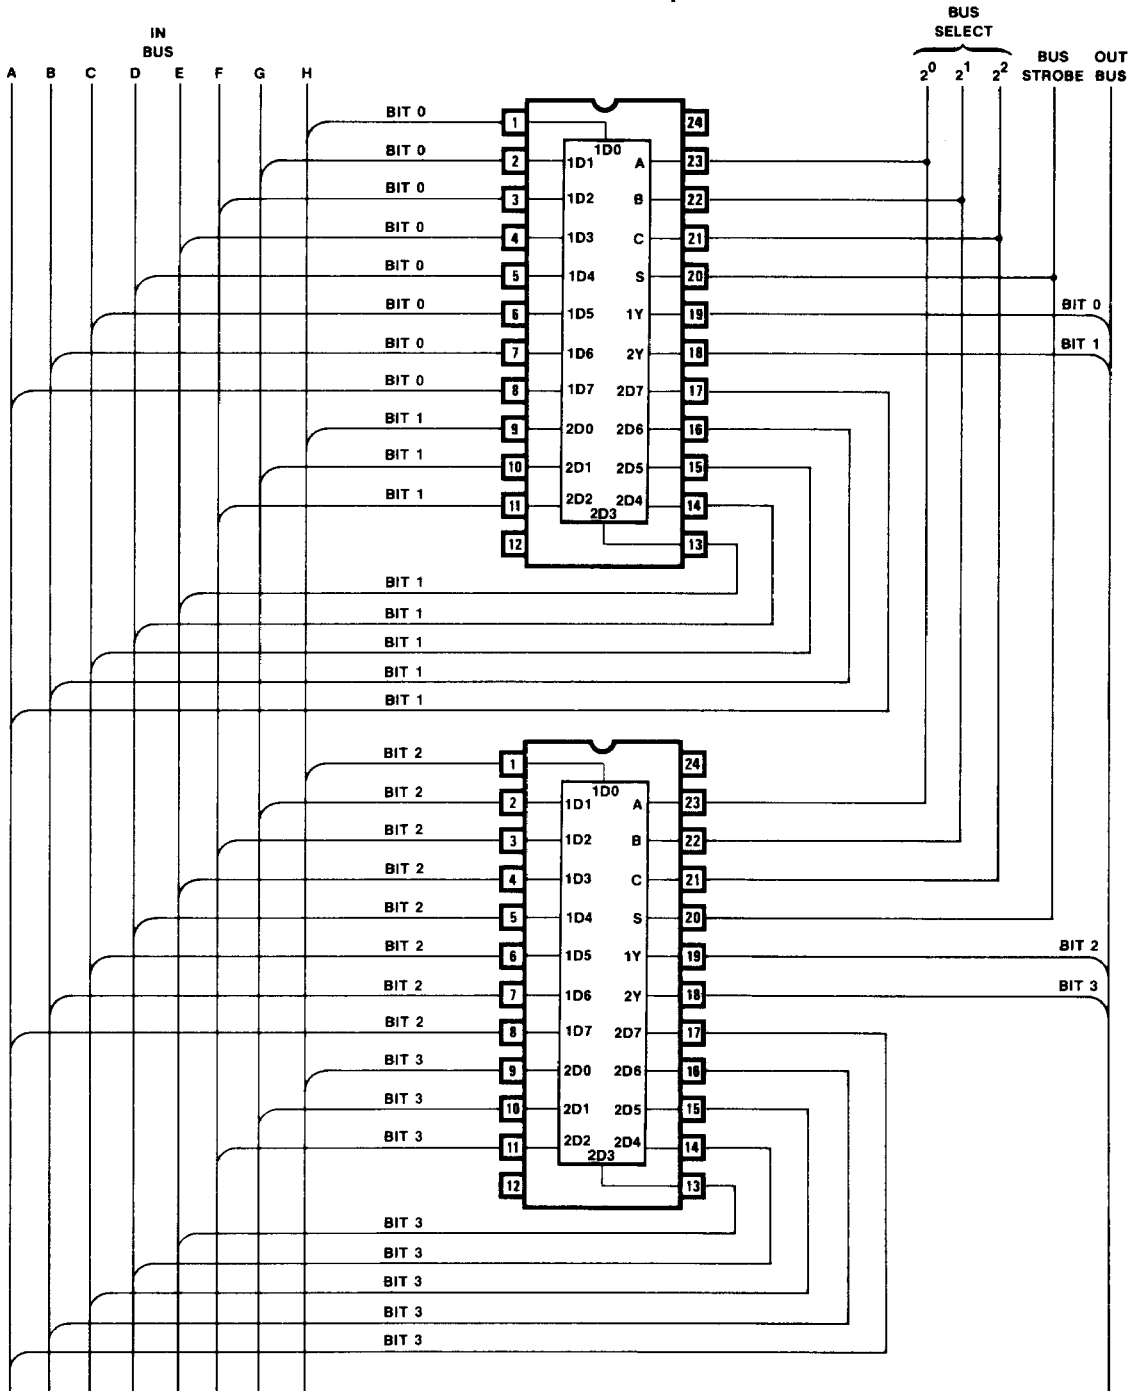 IN
BUS
BUS
SELECT
BUS
STROBE
OUT
BUS
A B C D E F G H
2^0 2^1 2^2
BIT 0 1 1D0 24
BIT 0 2 1D1 A 23
BIT 0 3 1D2 B 22
BIT 0 4 1D3 C 21
BIT 0 5 1D4 S 20
BIT 0 6 1D5 1Y 19 BIT 0
BIT 0 7 1D6 2Y 18 BIT 1
BIT 0 8 1D7 2D7 17
BIT 1 9 2D0 2D6 16
BIT 1 10 2D1 2D5 15
BIT 1 11 2D2 2D4 14
2D3
12 13
BIT 1
BIT 1
BIT 1
BIT 1
BIT 1
BIT 2 1 1D0 24
BIT 2 2 1D1 A 23
BIT 2 3 1D2 B 22
BIT 2 4 1D3 C 21
BIT 2 5 1D4 S 20
BIT 2 6 1D5 1Y 19 BIT 2
BIT 2 7 1D6 2Y 18 BIT 3
BIT 2 8 1D7 2D7 17
BIT 3 9 2D0 2D6 16
BIT 3 10 2D1 2D5 15
BIT 3 11 2D2 2D4 14
2D3
12 13
BIT 3
BIT 3
BIT 3
BIT 3
BIT 3